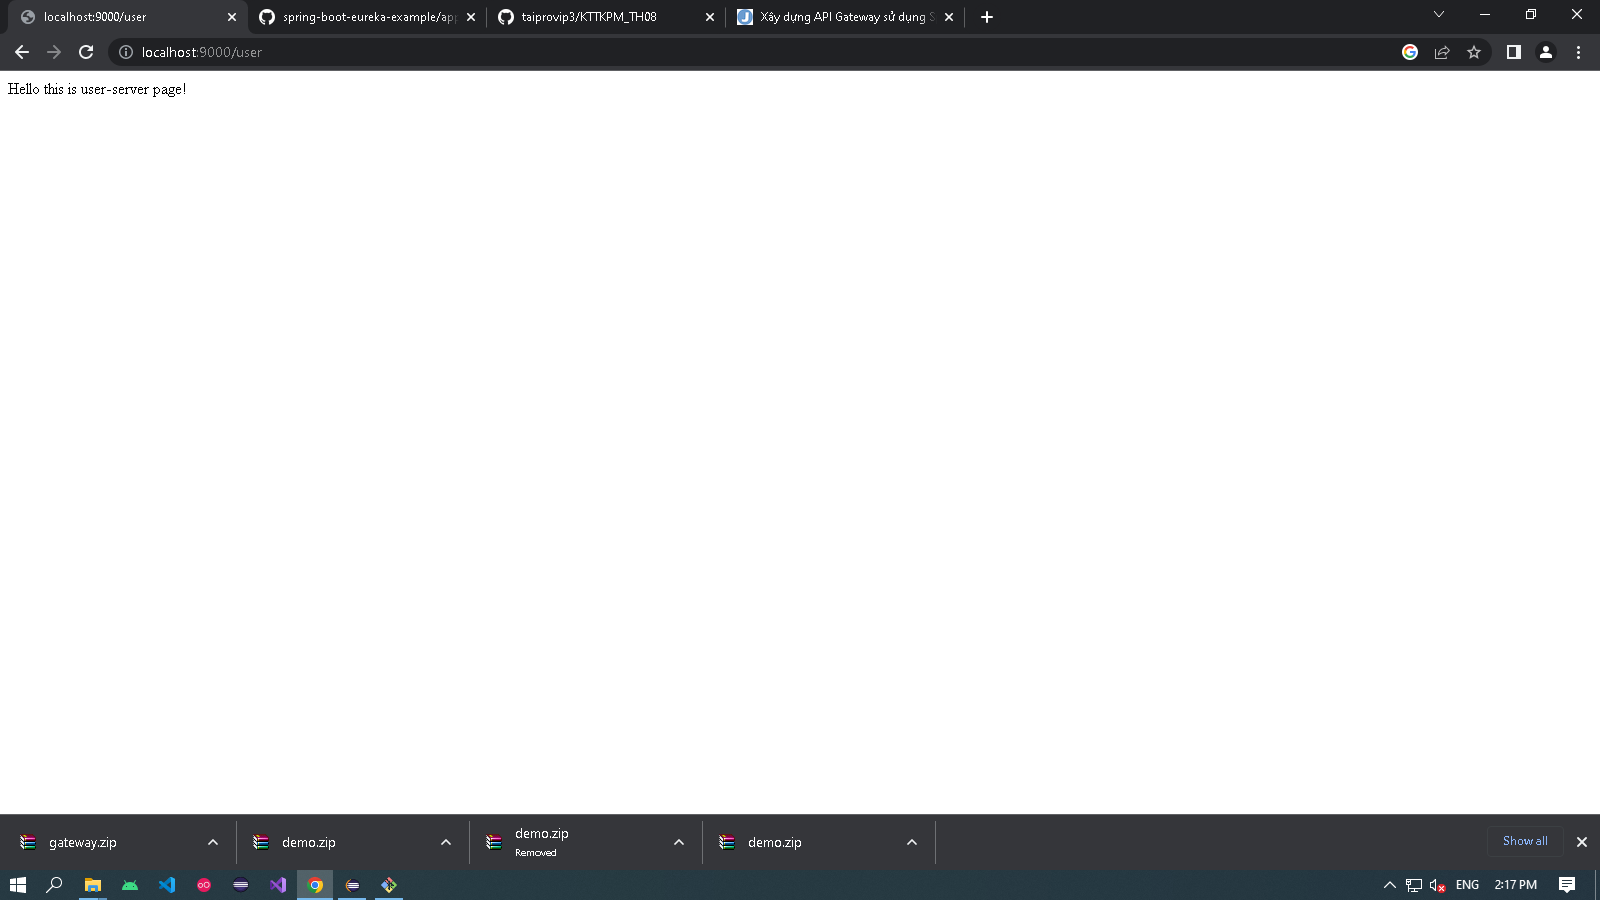 localhost:9000/user
spring-boot-eureka-example/app
taiprovip3/KTTKPM_TH08
Xây dựng API Gateway sử dụng S
localhost:9000/user
Hello this is user-server page!
gateway.zip
demo.zip
demo.zip
Removed
demo.zip
Show all
ENG
2:17 PM